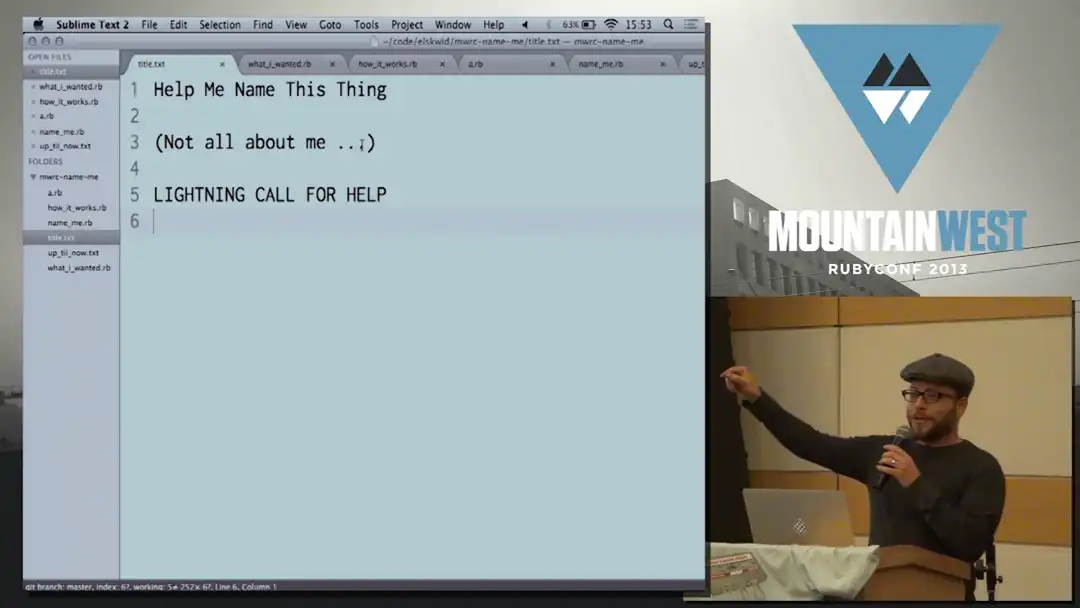 Sublime Text 2 File Edit Selection Find View Goto Tools Project Window Help 63% 15:53
~/code/elskwid/mwrc-name-me/title.txt — mwrc-name-me
OPEN FILES
title.txt
what_i_wanted.rb
how_it_works.rb
a.rb
name_me.rb
up_til_now.txt
FOLDERS
mwrc-name-me
a.rb
how_it_works.rb
name_me.rb
title.txt
up_til_now.txt
what_i_wanted.rb
title.txt what_i_wanted.rb how_it_works.rb a.rb name_me.rb up_t
1 Help Me Name This Thing
2
3 (Not all about me ...)
4
5 LIGHTNING CALL FOR HELP
6
git branch: master, index: 6?, working: 5≠ 252× 6?, Line 6, Column 1
MOUNTAINWEST
RUBYCONF 2013